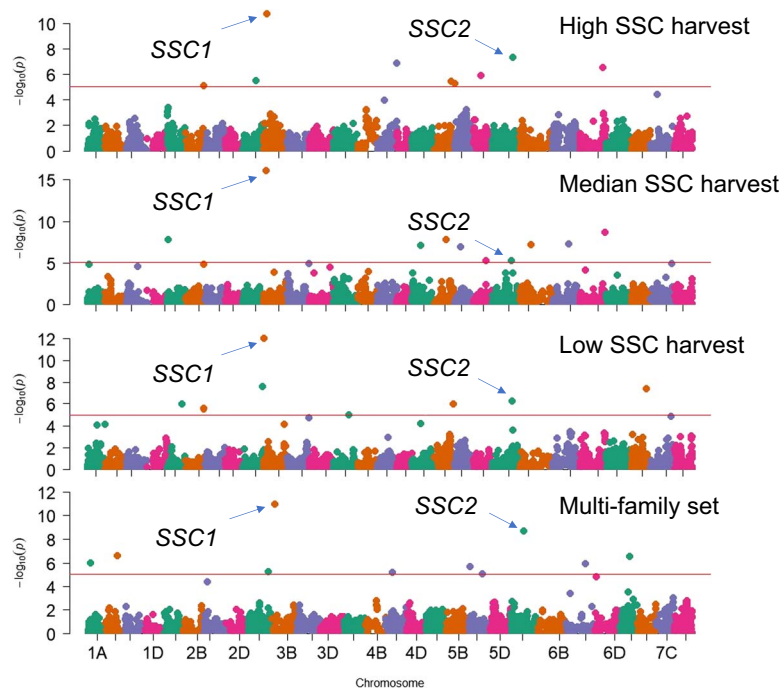 High SSC harvest
SSC1
SSC2
−log₁₀(p)
10
8
6
4
2
0
Median SSC harvest
SSC1
SSC2
−log₁₀(p)
15
10
5
0
Low SSC harvest
SSC1
SSC2
−log₁₀(p)
12
10
8
6
4
2
0
Multi-family set
SSC1
SSC2
−log₁₀(p)
12
10
8
6
4
2
0
1A 1D 2B 2D 3B 3D 4B 4D 5B 5D 6B 6D 7C
Chromosome